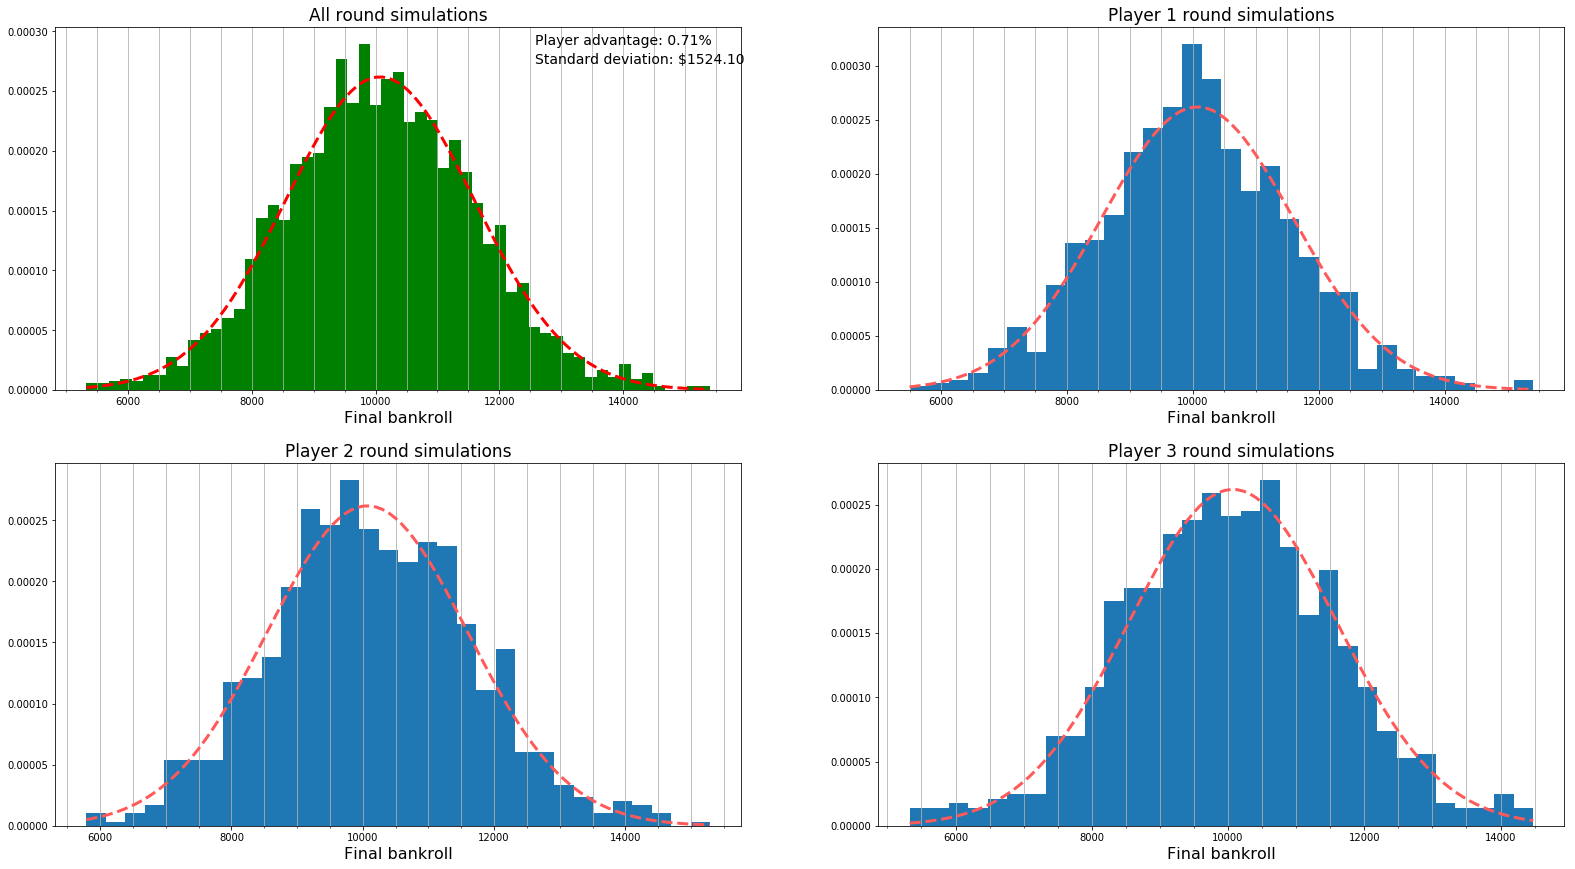 All round simulations
Player advantage: 0.71%
Standard deviation: $1524.10
0.00030
0.00025
0.00020
0.00015
0.00010
0.00005
0.00000
6000 8000 10000 12000 14000
Final bankroll
Player 1 round simulations
0.00030
0.00025
0.00020
0.00015
0.00010
0.00005
0.00000
6000 8000 10000 12000 14000
Final bankroll
Player 2 round simulations
0.00025
0.00020
0.00015
0.00010
0.00005
0.00000
6000 8000 10000 12000 14000
Final bankroll
Player 3 round simulations
0.00025
0.00020
0.00015
0.00010
0.00005
0.00000
6000 8000 10000 12000 14000
Final bankroll